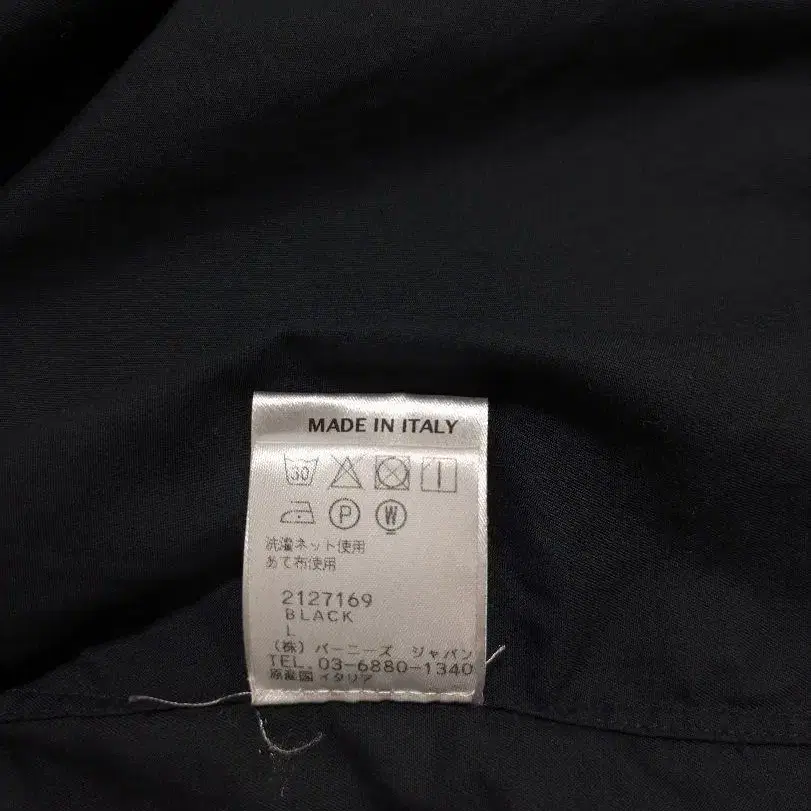 MADE IN ITALY
30
P W
洗濯ネット使用
あて布使用
2127169
BLACK
L
(株) バーニーズ ジャパン
TEL.03-6880-1340
原産国 イタリア